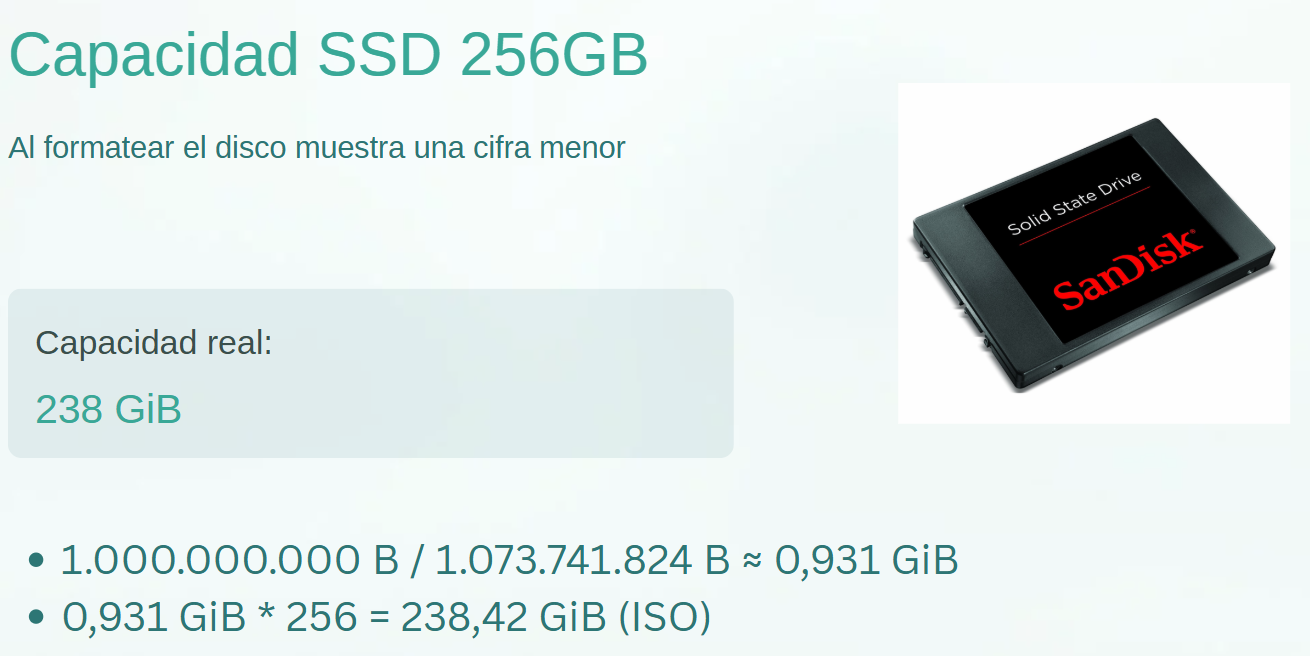 Capacidad SSD 256GB
Al formatear el disco muestra una cifra menor
Solid State Drive
SanDisk
Capacidad real:
238 GiB
• 1.000.000.000 B / 1.073.741.824 B ≈ 0,931 GiB
• 0,931 GiB * 256 = 238,42 GiB (ISO)